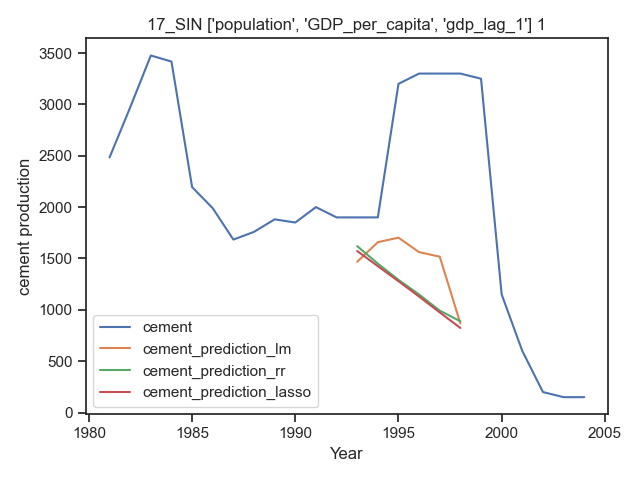 17_SIN ['population', 'GDP_per_capita', 'gdp_lag_1'] 1
3500
3000
2500
2000
1500
1000
500
0
cement production
cement
cement_prediction_lm
cement_prediction_rr
cement_prediction_lasso
1980 1985 1990 1995 2000 2005
Year